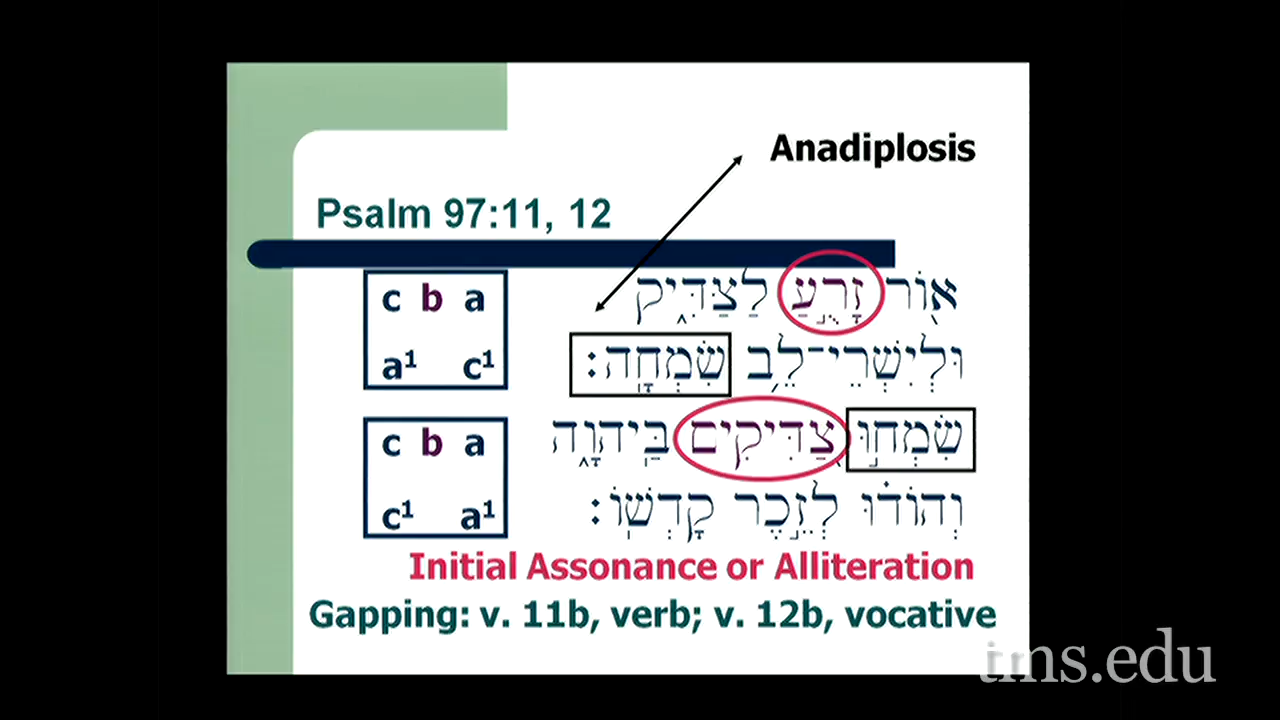 Anadiplosis
Psalm 97:11, 12
c b a
a¹ c¹
c b a
c¹ a¹
א֖וֹר זָרֻ֣עַ לַצַּדִּ֑יק
וּֽלְיִשְׁרֵי־לֵ֥ב שִׂמְחָֽה׃
שִׂמְח֣וּ צַ֭דִּיקִים בַּֽיהוָ֑ה
וְ֝הוֹד֗וּ לְזֵ֣כֶר קָדְשֽׁוֹ׃
Initial Assonance or Alliteration
Gapping: v. 11b, verb; v. 12b, vocative
tms.edu